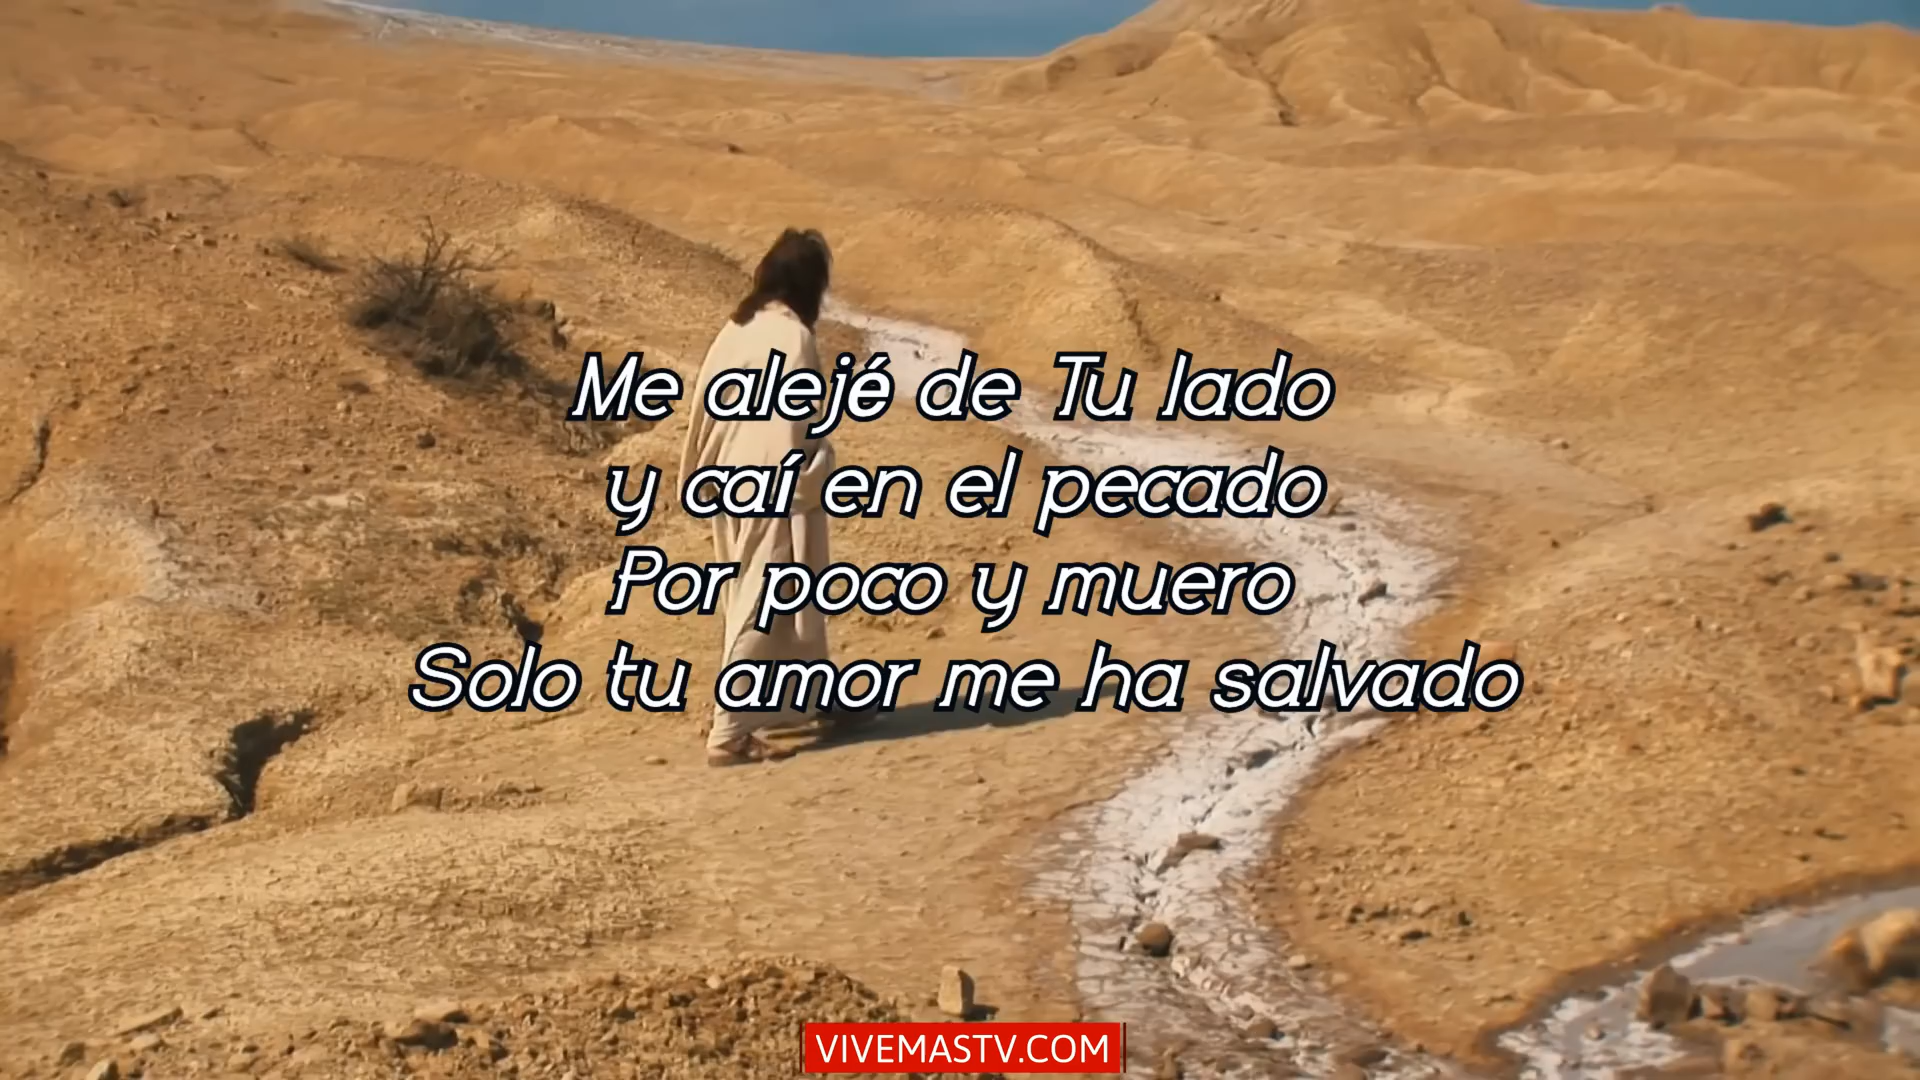 Me alejé de Tu lado
y caí en el pecado
Por poco y muero
Solo tu amor me ha salvado
VIVEMASTV.COM